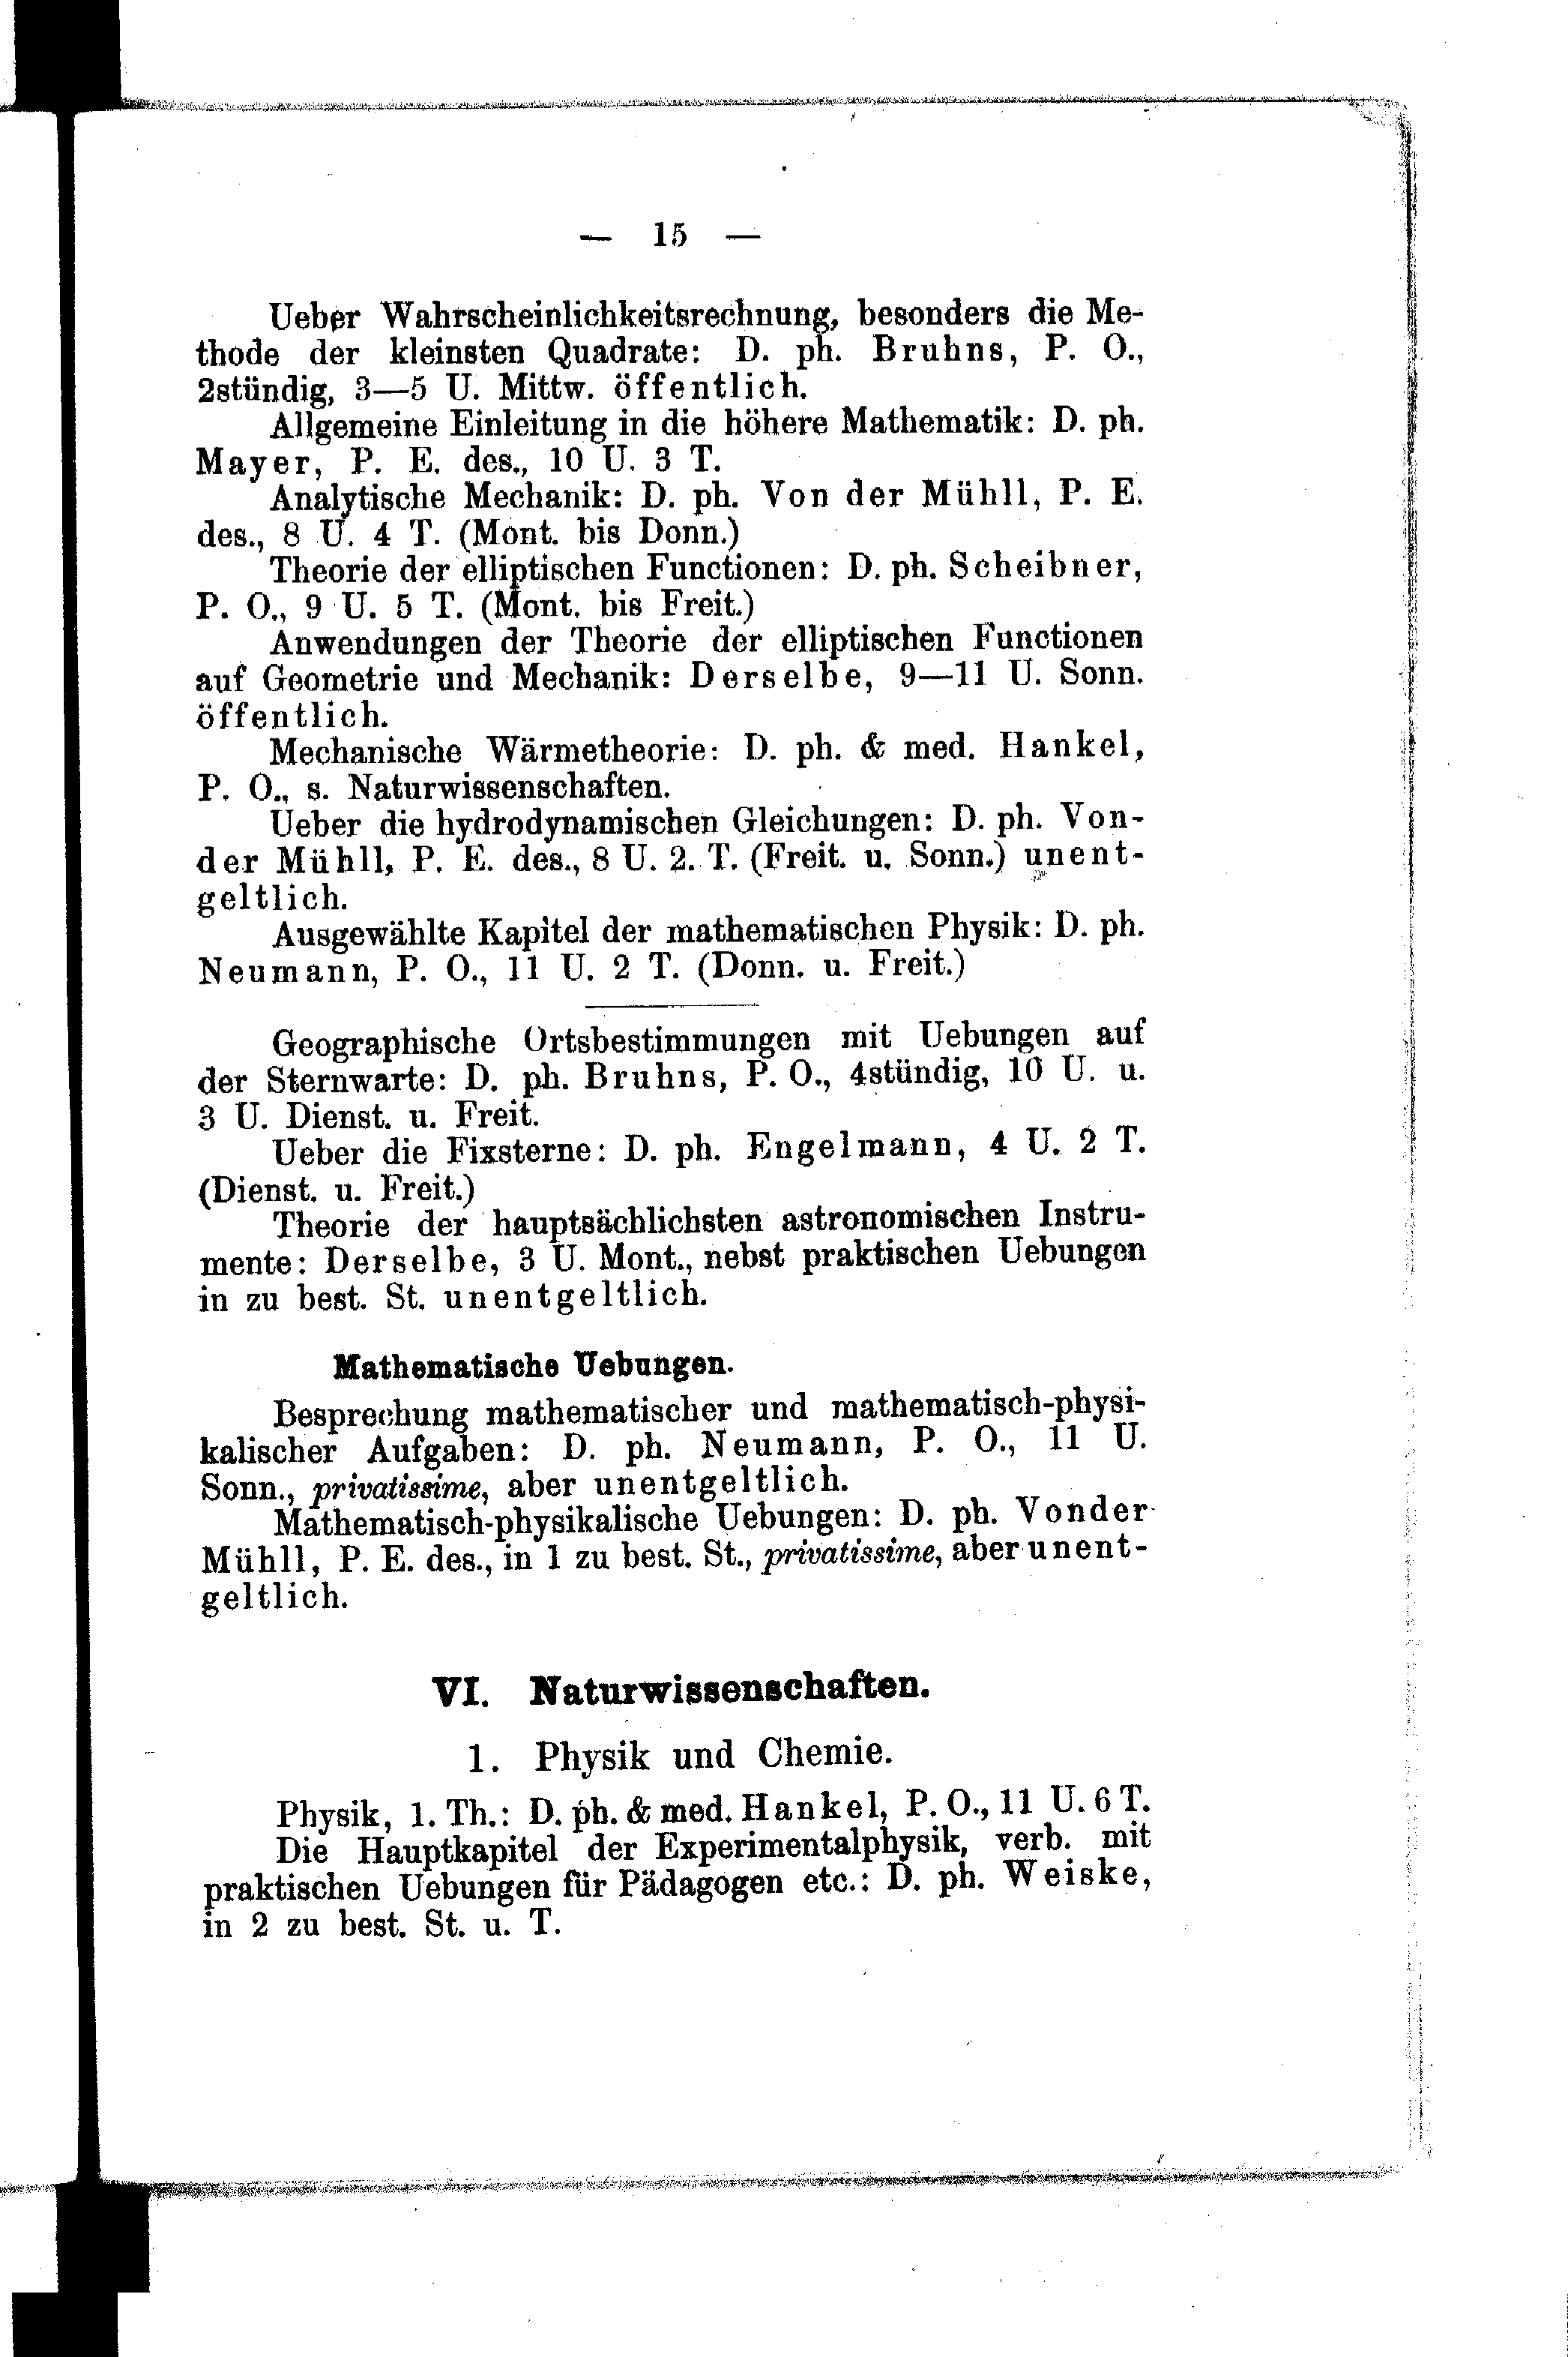 — 15 —
Ueber Wahrscheinlichkeitsrechnung, besonders die Me-
thode der kleinsten Quadrate: D. ph. Bruhns, P. O.,
2stündig, 3—5 U. Mittw. öffentlich.
Allgemeine Einleitung in die höhere Mathematik: D. ph.
Mayer, P. E. des., 10 U. 3 T.
Analytische Mechanik: D. ph. Von der Mühll, P. E.
des., 8 U. 4 T. (Mont. bis Donn.)
Theorie der elliptischen Functionen: D. ph. Scheibner,
P. O., 9 U. 5 T. (Mont. bis Freit.)
Anwendungen der Theorie der elliptischen Functionen
auf Geometrie und Mechanik: Derselbe, 9—11 U. Sonn.
öffentlich.
Mechanische Wärmetheorie: D. ph. & med. Hankel,
P. O., s. Naturwissenschaften.
Ueber die hydrodynamischen Gleichungen: D. ph. Von-
der Mühll, P. E. des., 8 U. 2. T. (Freit. u. Sonn.) unent-
geltlich.
Ausgewählte Kapitel der mathematischen Physik: D. ph.
Neumann, P. O., 11 U. 2 T. (Donn. u. Freit.)
Geographische Ortsbestimmungen mit Uebungen auf
der Sternwarte: D. ph. Bruhns, P. O., 4stündig, 10 U. u.
3 U. Dienst. u. Freit.
Ueber die Fixsterne: D. ph. Engelmann, 4 U. 2 T.
(Dienst. u. Freit.)
Theorie der hauptsächlichsten astronomischen Instru-
mente: Derselbe, 3 U. Mont., nebst praktischen Uebungen
in zu best. St. unentgeltlich.
Mathematische Uebungen.
Besprechung mathematischer und mathematisch-physi-
kalischer Aufgaben: D. ph. Neumann, P. O., 11 U.
Sonn., privatissime, aber unentgeltlich.
Mathematisch-physikalische Uebungen: D. ph. Vonder
Mühll, P. E. des., in 1 zu best. St., privatissime, aber unent-
geltlich.
VI. Naturwissenschaften.
1. Physik und Chemie.
Physik, 1. Th.: D. ph. & med. Hankel, P. O., 11 U. 6 T.
Die Hauptkapitel der Experimentalphysik, verb. mit
praktischen Uebungen für Pädagogen etc.: D. ph. Weiske,
in 2 zu best. St. u. T.